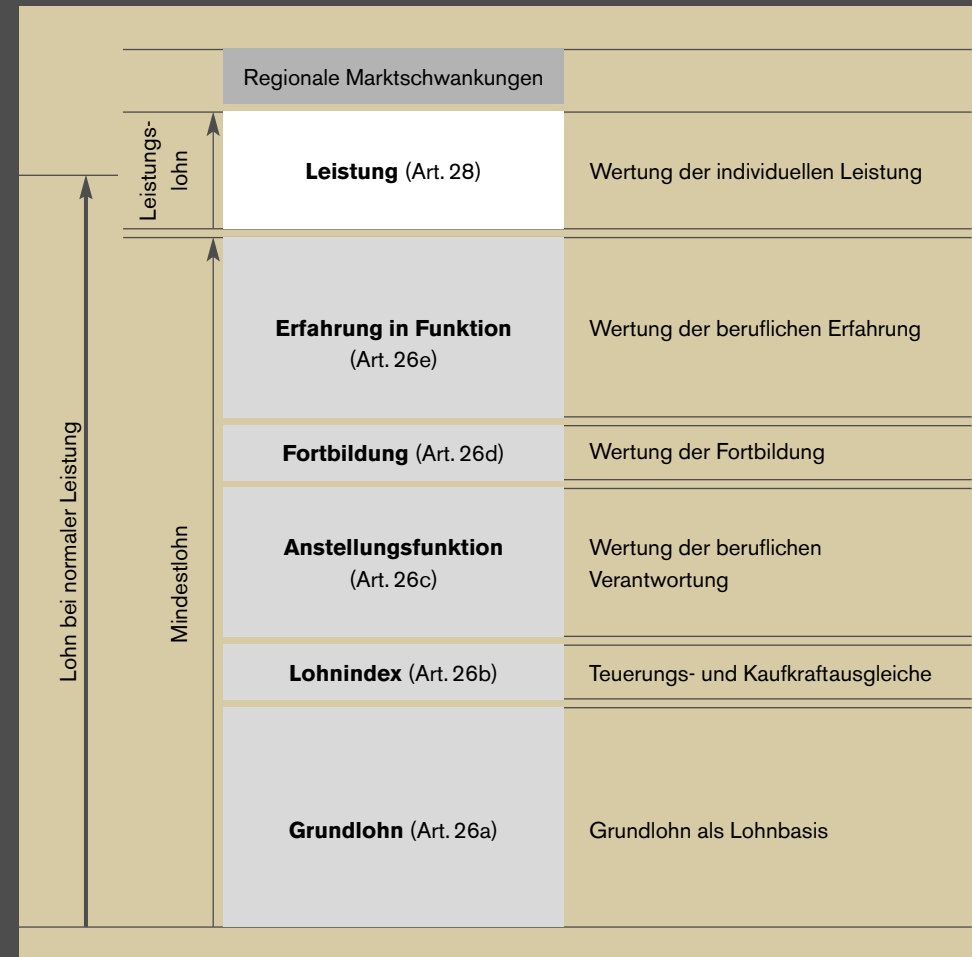 Regionale Marktschwankungen
Leistungs-
lohn
Leistung (Art. 28)
Wertung der individuellen Leistung
Lohn bei normaler Leistung
Mindestlohn
Erfahrung in Funktion
(Art. 26e)
Wertung der beruflichen Erfahrung
Fortbildung (Art. 26d)
Wertung der Fortbildung
Anstellungsfunktion
(Art. 26c)
Wertung der beruflichen
Verantwortung
Lohnindex (Art. 26b)
Teuerungs- und Kaufkraftausgleiche
Grundlohn (Art. 26a)
Grundlohn als Lohnbasis